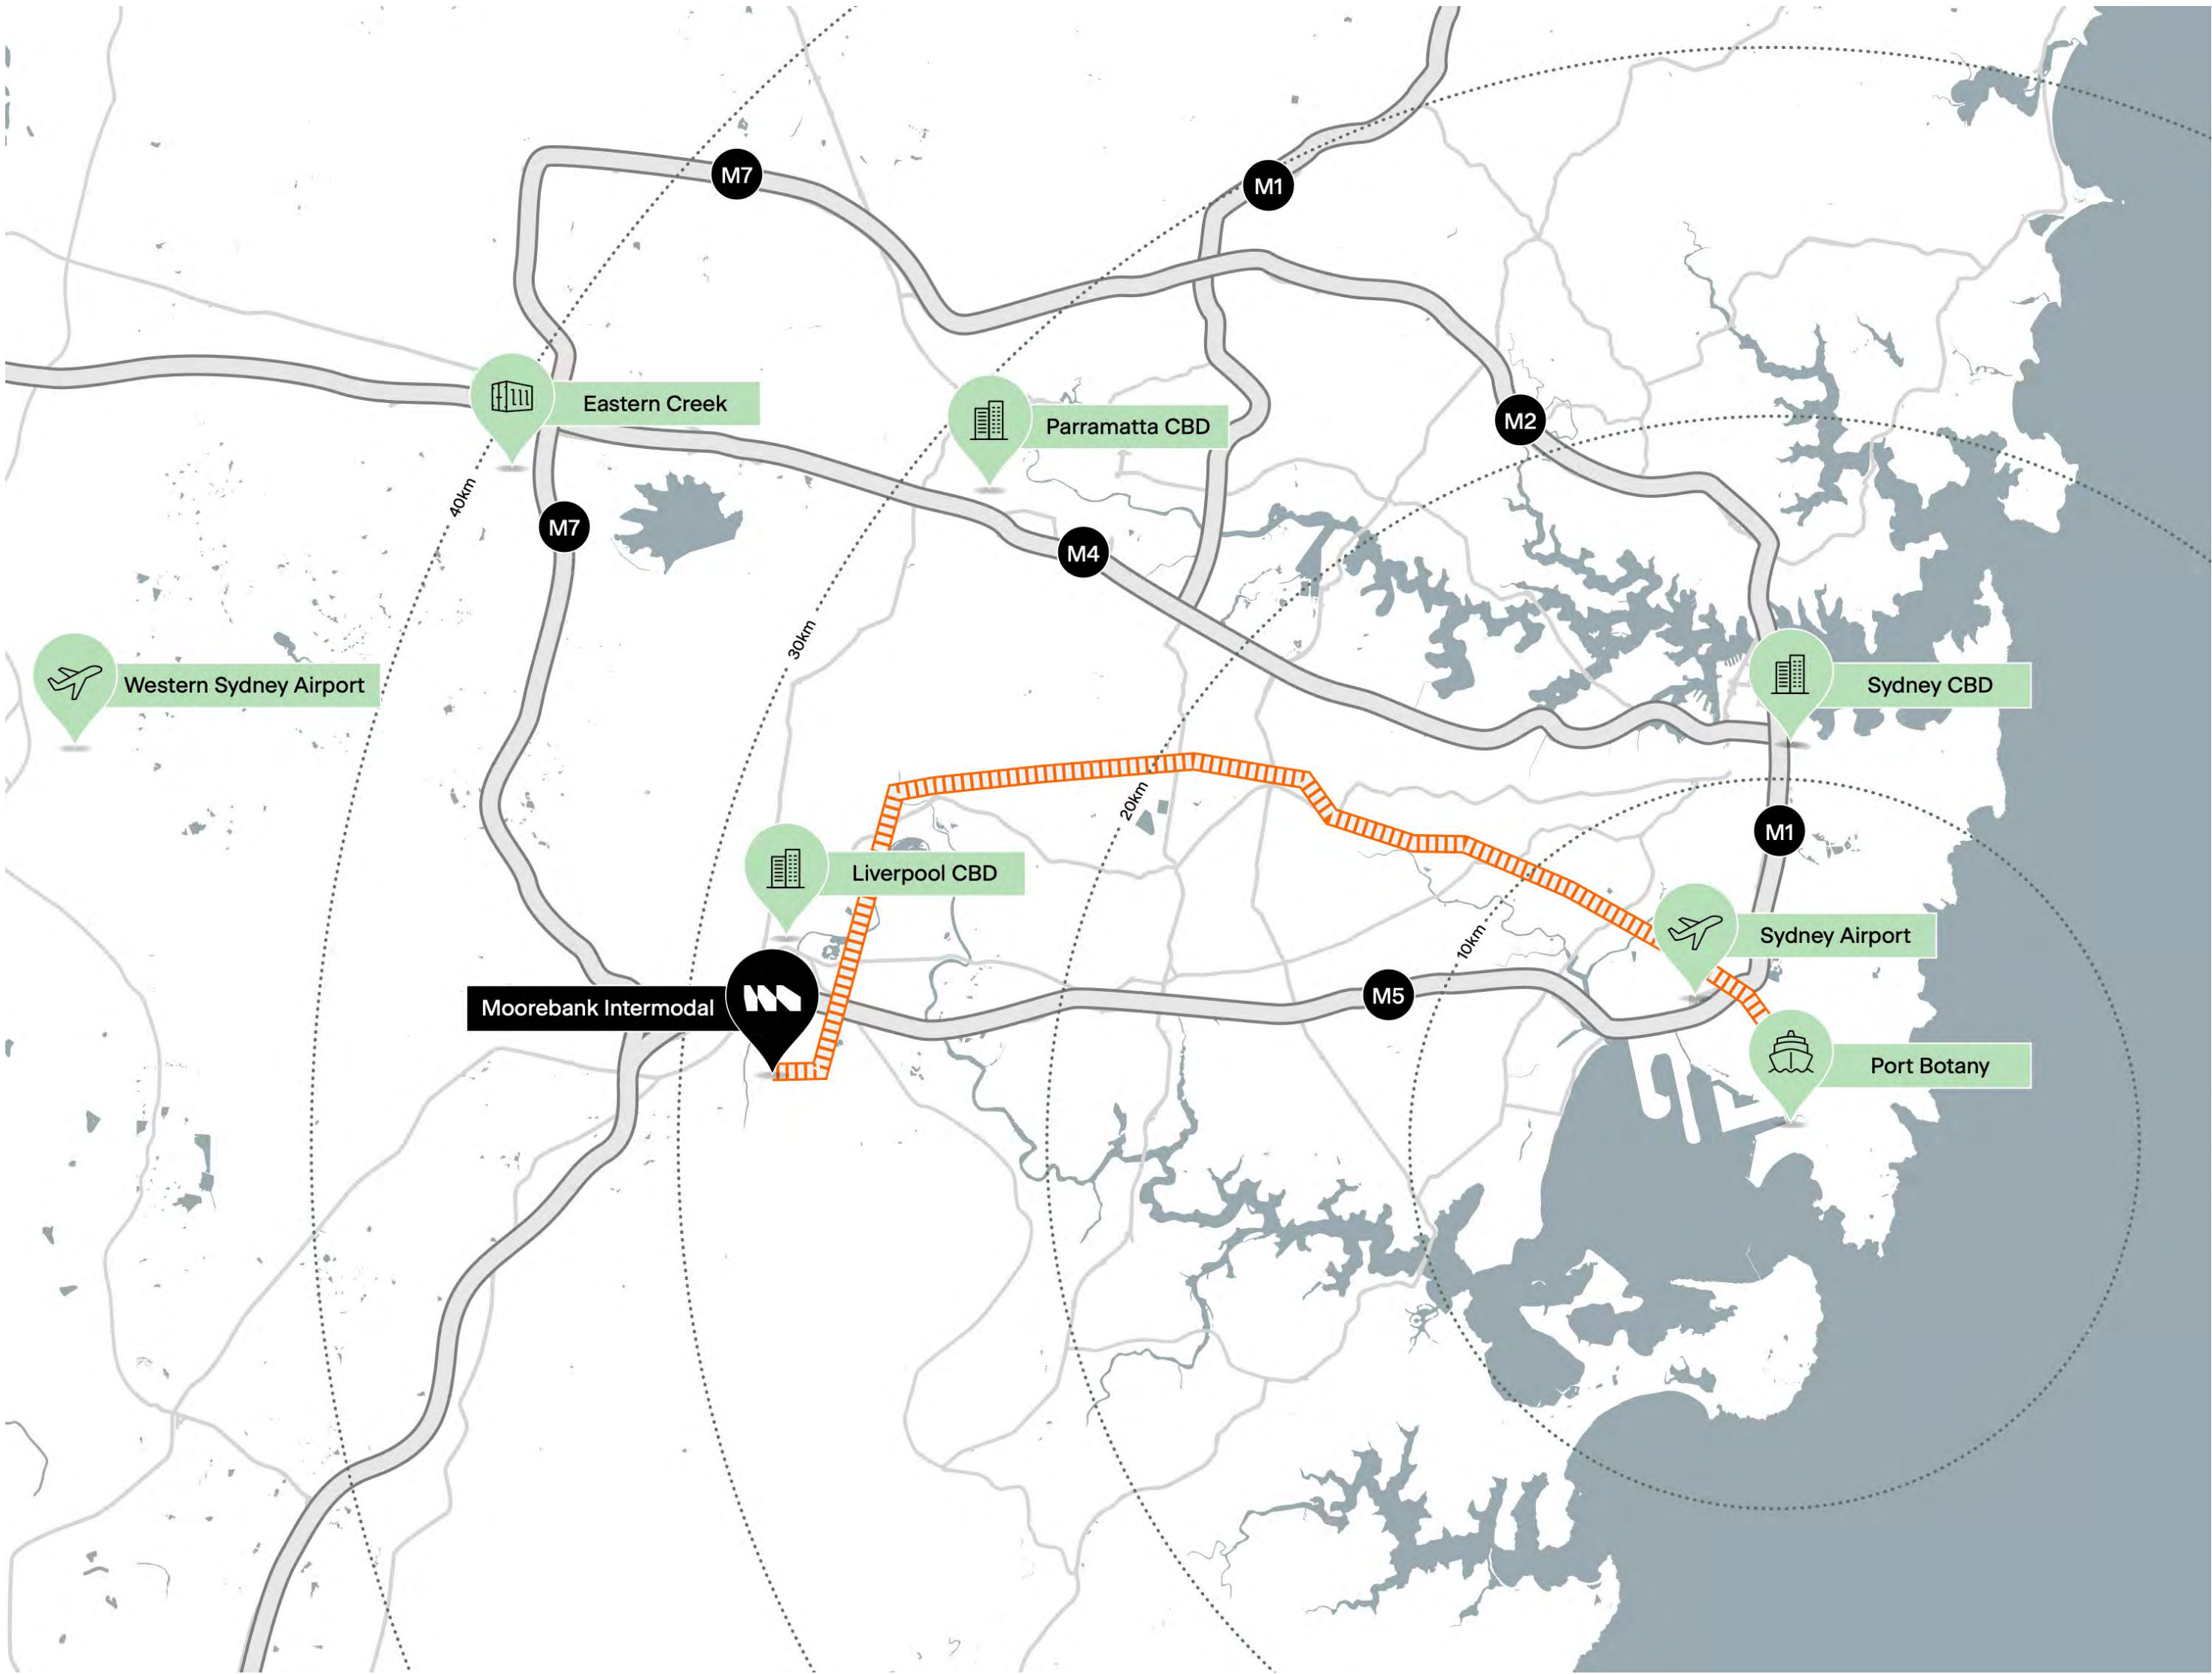 M7
M1
Eastern Creek
Parramatta CBD
M2
40km
M7
M4
30km
Western Sydney Airport
Sydney CBD
20km
M1
Liverpool CBD
Sydney Airport
10km
M5
Moorebank Intermodal
Port Botany